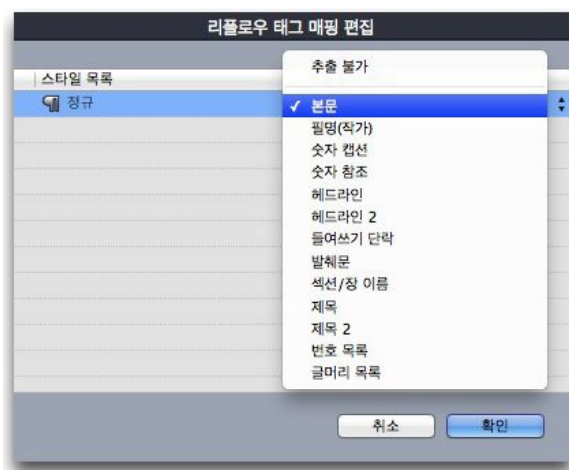 리플로우 태그 매핑 편집
스타일 목록
정규
추출 불가
본문
필명(작가)
숫자 캡션
숫자 참조
헤드라인
헤드라인 2
들여쓰기 단락
발췌문
섹션/장 이름
제목
제목 2
번호 목록
글머리 목록
취소
확인